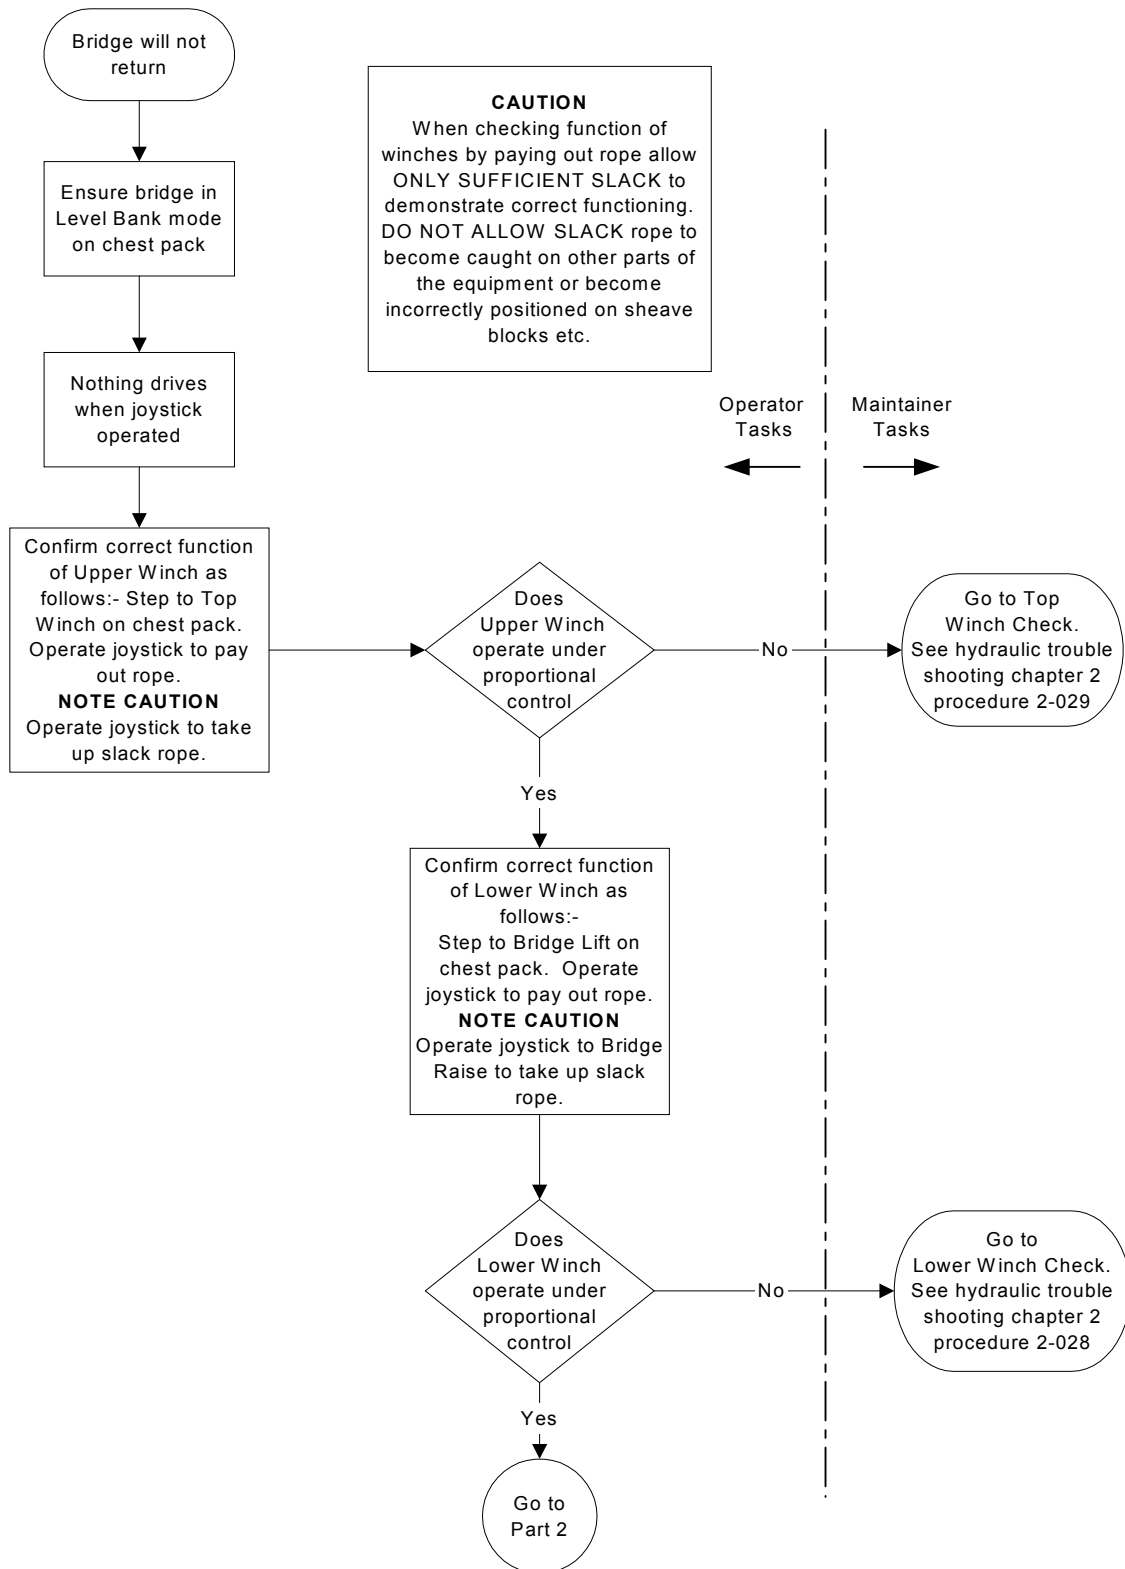 Bridge will not
return
Ensure bridge in
Level Bank mode
on chest pack
Nothing drives
when joystick
operated
Confirm correct function
of Upper Winch as
follows:- Step to Top
Winch on chest pack.
Operate joystick to pay
out rope.
NOTE CAUTION
Operate joystick to take
up slack rope.
CAUTION
When checking function of
winches by paying out rope allow
ONLY SUFFICIENT SLACK to
demonstrate correct functioning.
DO NOT ALLOW SLACK rope to
become caught on other parts of
the equipment or become
incorrectly positioned on sheave
blocks etc.
Operator
Tasks
Maintainer
Tasks
Does
Upper Winch
operate under
proportional
control
No
Go to Top
Winch Check.
See hydraulic trouble
shooting chapter 2
procedure 2-029
Yes
Confirm correct function
of Lower Winch as
follows:-
Step to Bridge Lift on
chest pack. Operate
joystick to pay out rope.
NOTE CAUTION
Operate joystick to Bridge
Raise to take up slack
rope.
Does
Lower Winch
operate under
proportional
control
No
Go to
Lower Winch Check.
See hydraulic trouble
shooting chapter 2
procedure 2-028
Yes
Go to
Part 2